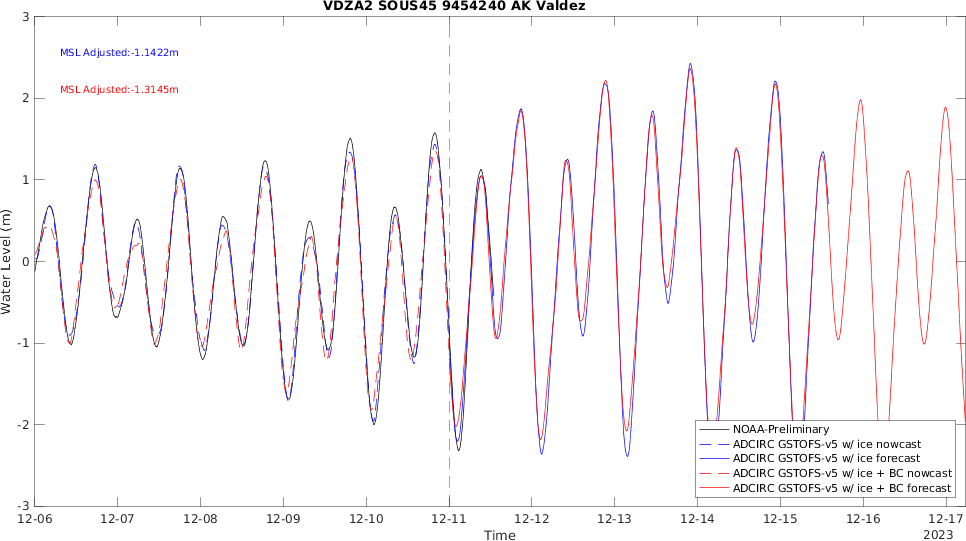 VDZA2 SOUS45 9454240 AK Valdez
3
MSL Adjusted:-1.1422m
MSL Adjusted:-1.3145m
2
1
0
-1
-2
-3
Water Level (m)
NOAA-Preliminary
ADCIRC GSTOFS-v5 w/ ice nowcast
ADCIRC GSTOFS-v5 w/ ice forecast
ADCIRC GSTOFS-v5 w/ ice + BC nowcast
ADCIRC GSTOFS-v5 w/ ice + BC forecast
12-06 12-07 12-08 12-09 12-10 12-11 12-12 12-13 12-14 12-15 12-16 12-17
2023
Time